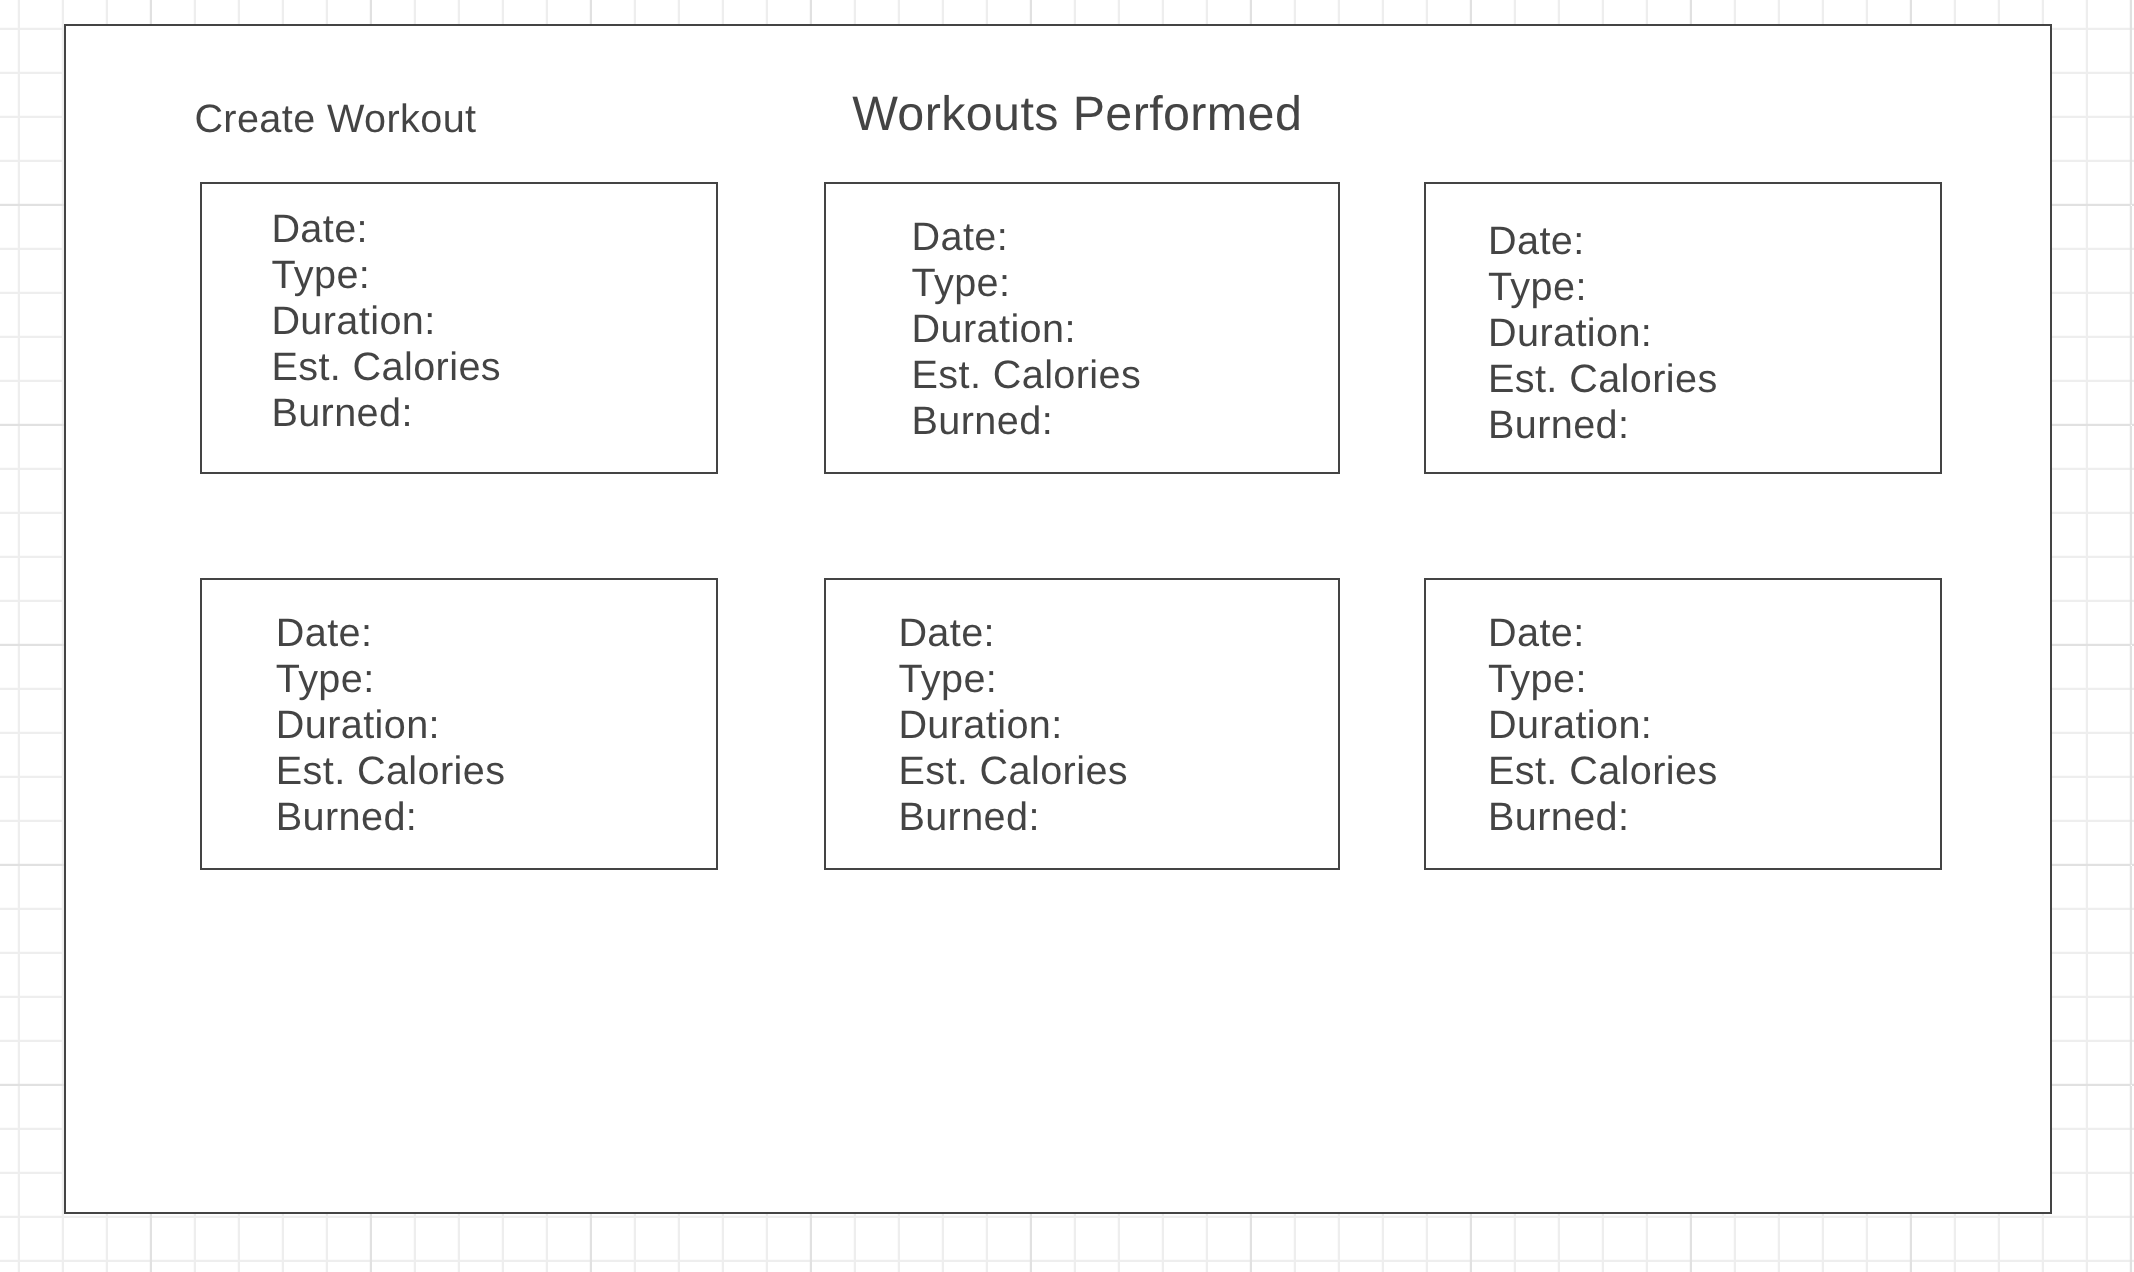 Create Workout
Workouts Performed
Date:
Type:
Duration:
Est. Calories
Burned:
Date:
Type:
Duration:
Est. Calories
Burned:
Date:
Type:
Duration:
Est. Calories
Burned:
Date:
Type:
Duration:
Est. Calories
Burned:
Date:
Type:
Duration:
Est. Calories
Burned:
Date:
Type:
Duration:
Est. Calories
Burned: